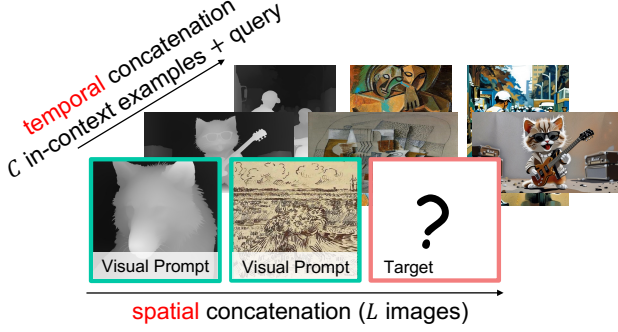 temporal concatenation
C in-context examples + query
Visual Prompt
Visual Prompt
?
Target
spatial concatenation (L images)